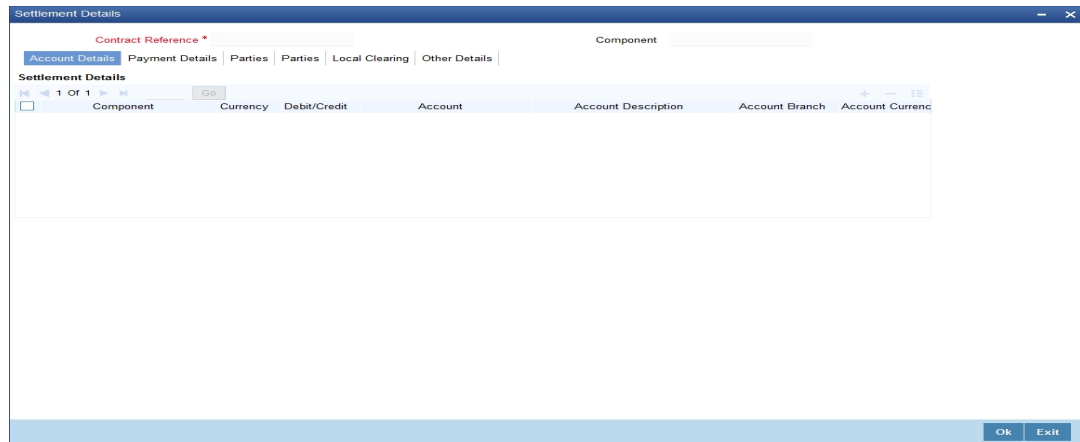 Settlement Details
Contract Reference * Component
Account Details Payment Details Parties Parties Local Clearing Other Details
Settlement Details
1 Of 1 Go
Component Currency Debit/Credit Account Account Description Account Branch Account Currenc
Ok Exit